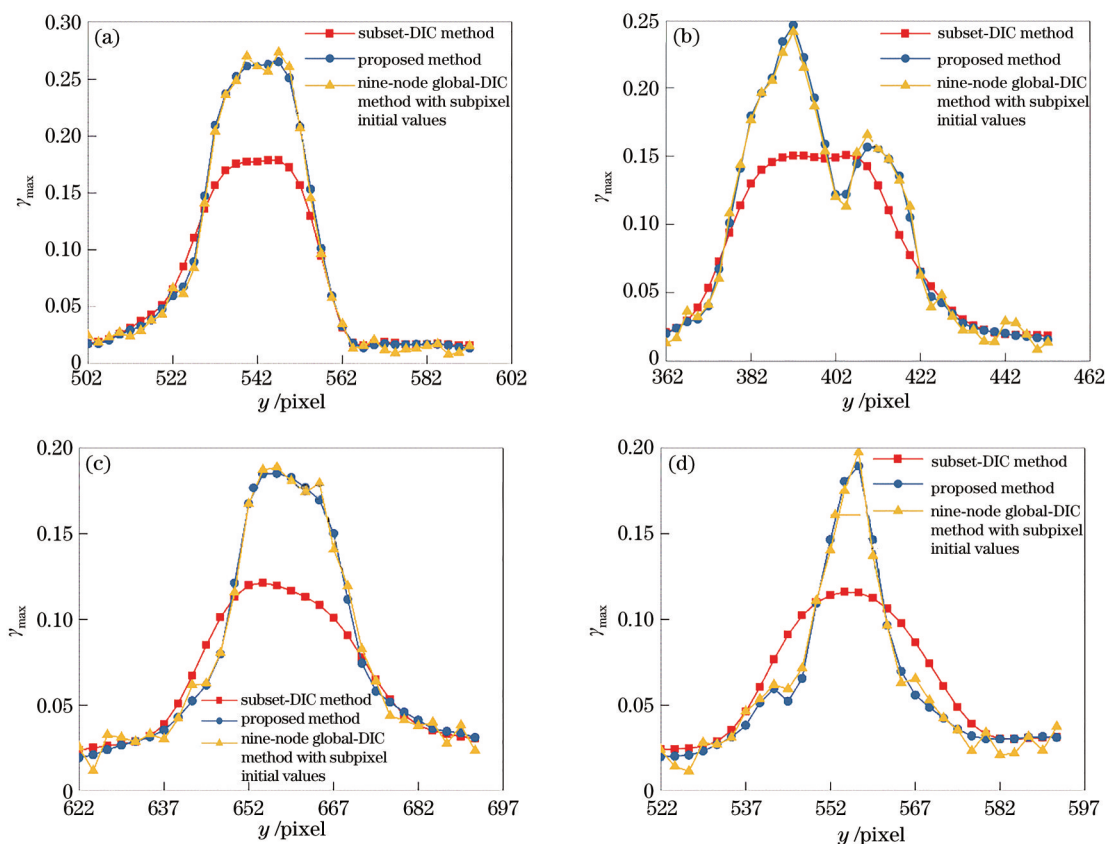 (a)
0.30
0.25
0.20
0.15
0.10
0.05
0
γmax
502
522
542
562
582
602
y /pixel
subset-DIC method
proposed method
nine-node global-DIC
method with subpixel
initial values
(b)
0.25
0.20
0.15
0.10
0.05
0
γmax
362
382
402
422
442
462
y /pixel
subset-DIC method
proposed method
nine-node global-DIC
method with subpixel
initial values
(c)
0.20
0.15
0.10
0.05
0
γmax
622
637
652
667
682
697
y /pixel
subset-DIC method
proposed method
nine-node global-DIC
method with subpixel
initial values
(d)
0.20
0.15
0.10
0.05
0
γmax
522
537
552
567
582
597
y /pixel
subset-DIC method
proposed method
nine-node global-DIC
method with subpixel
initial values